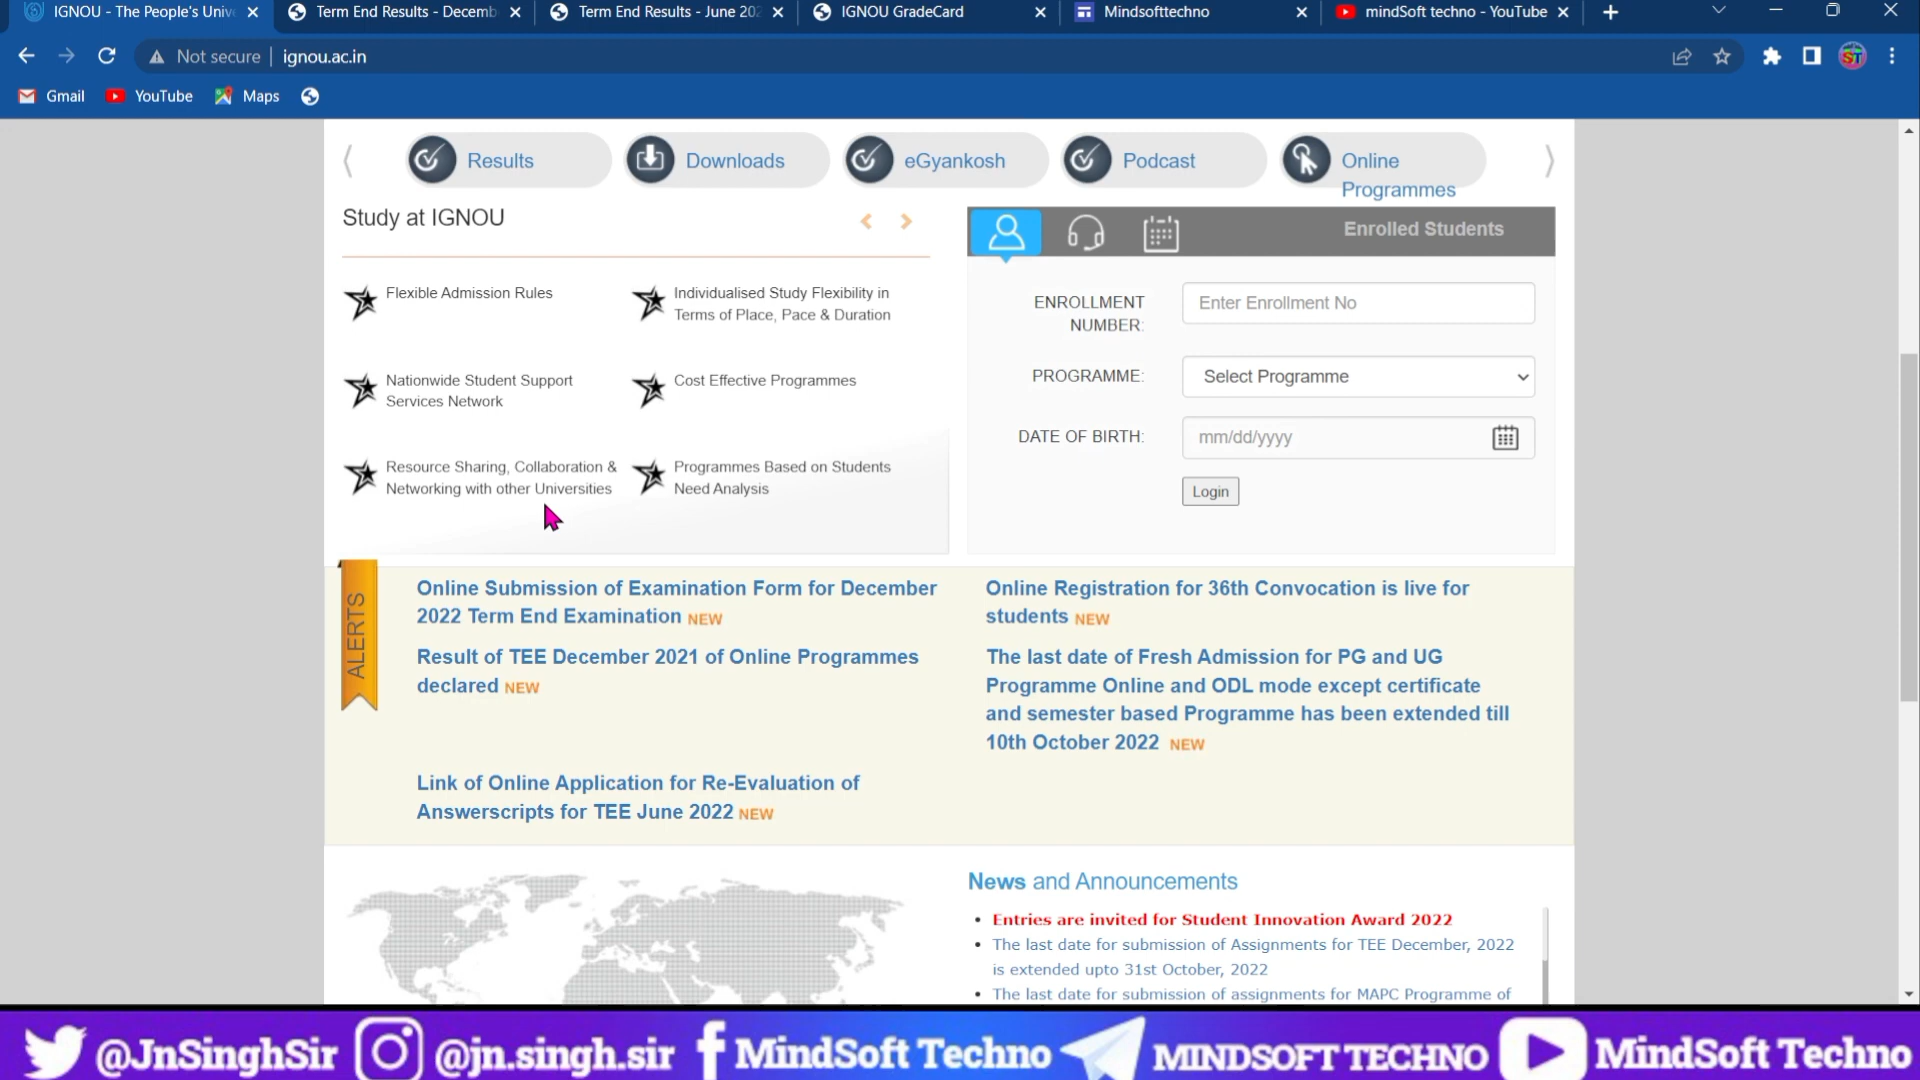 IGNOU - The People's Unive
Term End Results - Decemb
Term End Results - June 202
IGNOU GradeCard
Mindsofttechno
mindSoft techno - YouTube
Not secure
ignou.ac.in
Gmail
YouTube
Maps
Results
Downloads
eGyankosh
Podcast
Online
Programmes
Study at IGNOU
Flexible Admission Rules
Individualised Study Flexibility in
Terms of Place, Pace & Duration
Nationwide Student Support
Services Network
Cost Effective Programmes
Resource Sharing, Collaboration &
Networking with other Universities
Programmes Based on Students
Need Analysis
Enrolled Students
ENROLLMENT
NUMBER:
Enter Enrollment No
PROGRAMME:
Select Programme
DATE OF BIRTH:
mm/dd/yyyy
Login
ALERTS
Online Submission of Examination Form for December
2022 Term End Examination NEW
Online Registration for 36th Convocation is live for
students NEW
Result of TEE December 2021 of Online Programmes
declared NEW
The last date of Fresh Admission for PG and UG
Programme Online and ODL mode except certificate
and semester based Programme has been extended till
10th October 2022 NEW
Link of Online Application for Re-Evaluation of
Answerscripts for TEE June 2022 NEW
News and Announcements
Entries are invited for Student Innovation Award 2022
The last date for submission of Assignments for TEE December, 2022
is extended upto 31st October, 2022
The last date for submission of assignments for MAPC Programme of
@JnSinghSir
@jn.singh.sir
MindSoft Techno
MINDSOFT TECHNO
MindSoft Techno